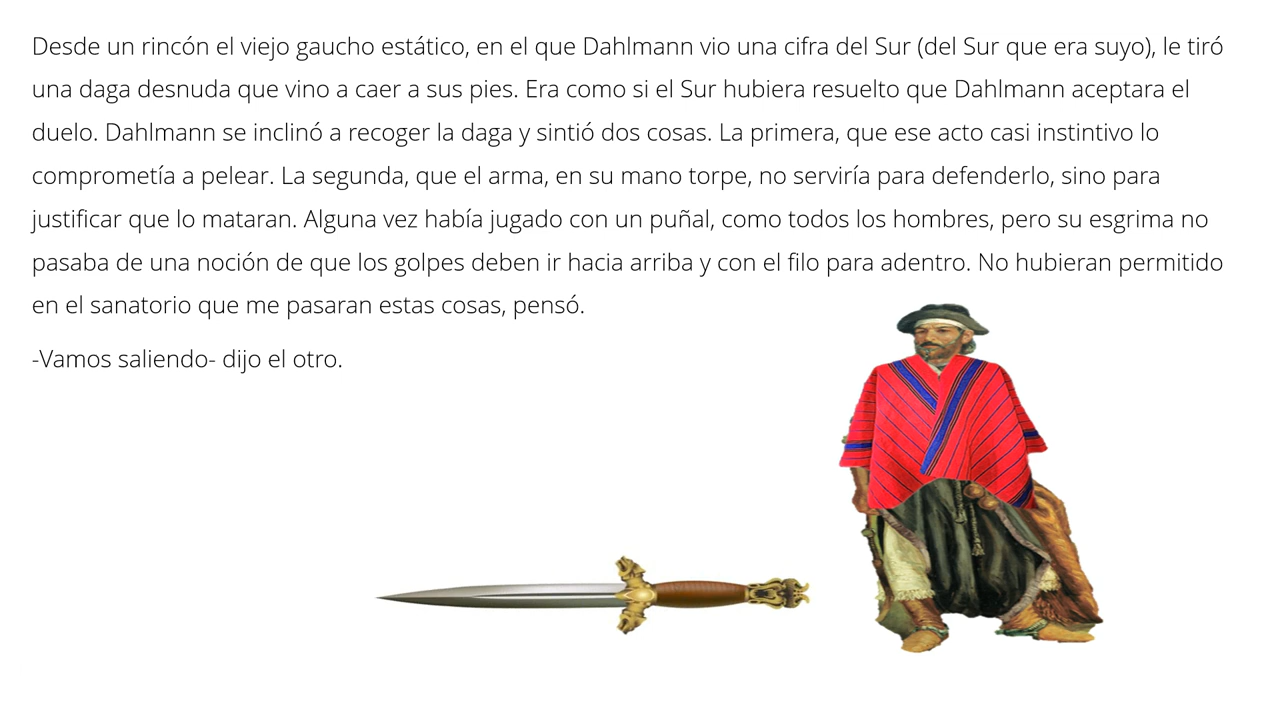 Desde un rincón el viejo gaucho estático, en el que Dahlmann vio una cifra del Sur (del Sur que era suyo), le tiró
una daga desnuda que vino a caer a sus pies. Era como si el Sur hubiera resuelto que Dahlmann aceptara el
duelo. Dahlmann se inclinó a recoger la daga y sintió dos cosas. La primera, que ese acto casi instintivo lo
comprometía a pelear. La segunda, que el arma, en su mano torpe, no serviría para defenderlo, sino para
justificar que lo mataran. Alguna vez había jugado con un puñal, como todos los hombres, pero su esgrima no
pasaba de una noción de que los golpes deben ir hacia arriba y con el filo para adentro. No hubieran permitido
en el sanatorio que me pasaran estas cosas, pensó.
-Vamos saliendo- dijo el otro.